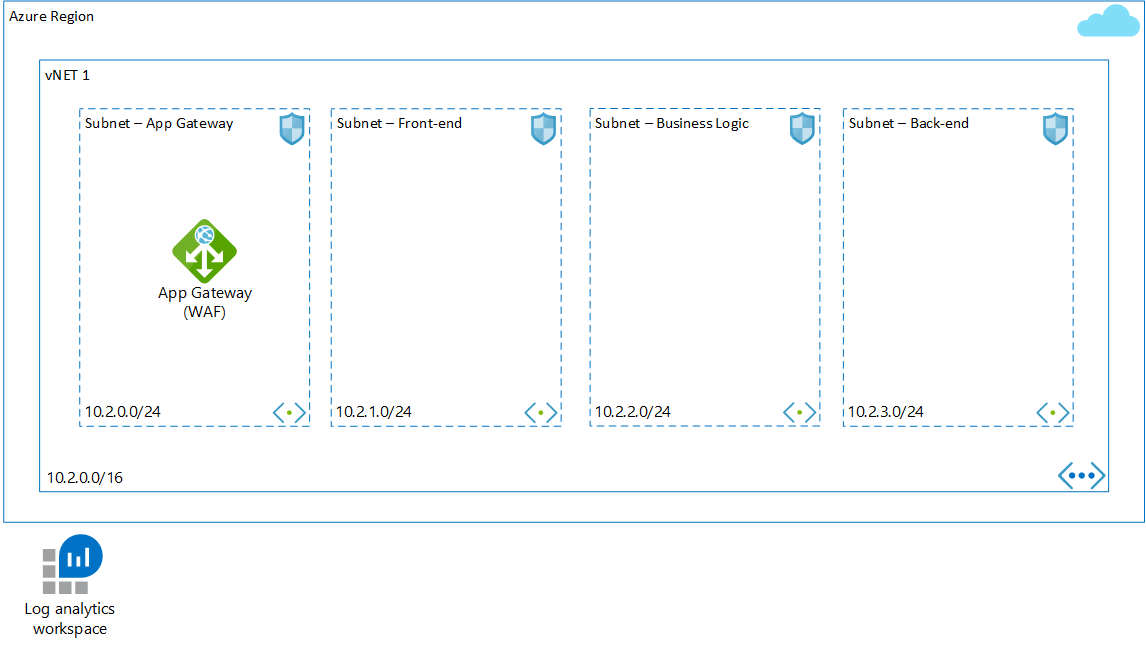 Azure Region
vNET 1
Subnet – App Gateway
Subnet – Front-end
Subnet – Business Logic
Subnet – Back-end
App Gateway
(WAF)
10.2.0.0/24
10.2.1.0/24
10.2.2.0/24
10.2.3.0/24
10.2.0.0/16
Log analytics
workspace